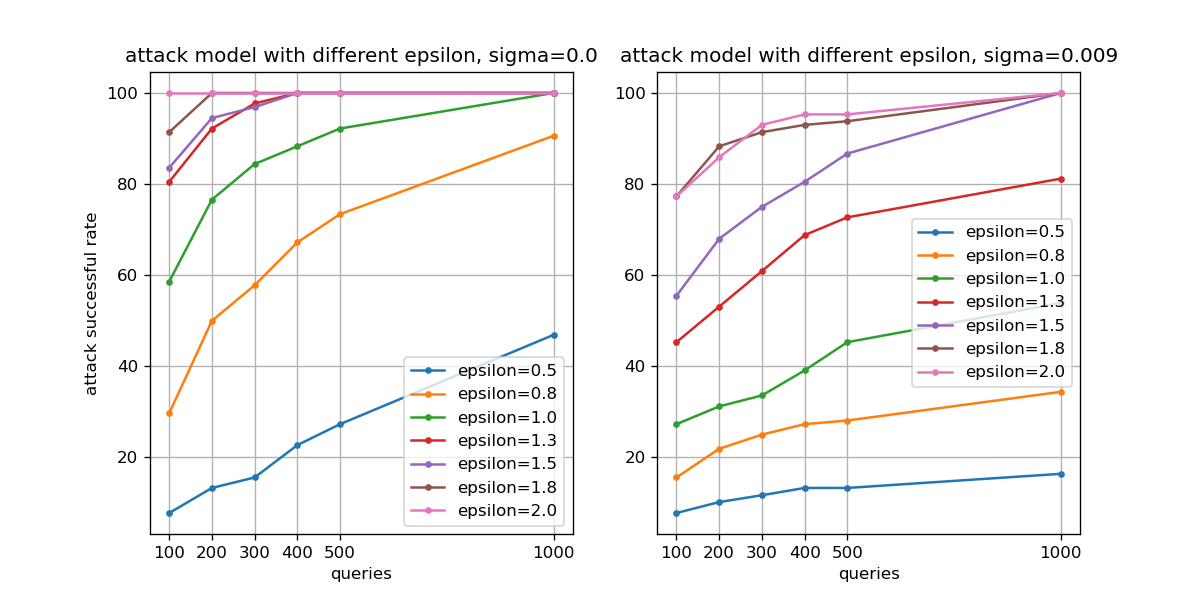 attack model with different epsilon, sigma=0.0
attack successful rate
100
80
60
40
20
epsilon=0.5
epsilon=0.8
epsilon=1.0
epsilon=1.3
epsilon=1.5
epsilon=1.8
epsilon=2.0
100 200 300 400 500 1000
queries
attack model with different epsilon, sigma=0.009
100
80
60
40
20
epsilon=0.5
epsilon=0.8
epsilon=1.0
epsilon=1.3
epsilon=1.5
epsilon=1.8
epsilon=2.0
100 200 300 400 500 1000
queries